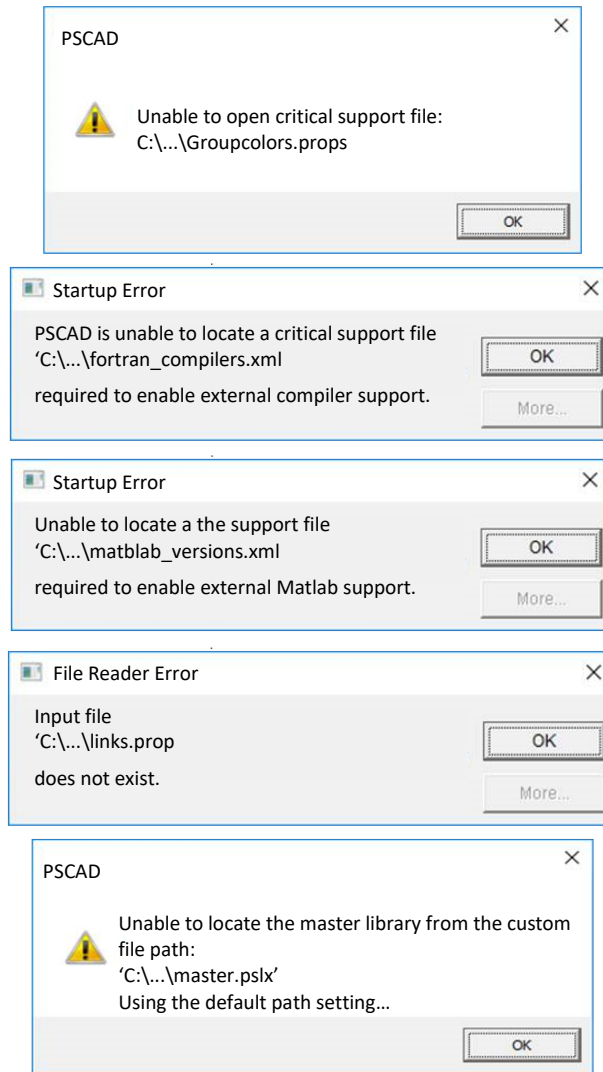 PSCAD
Unable to open critical support file:
C:\...\Groupcolors.props
OK
Startup Error
PSCAD is unable to locate a critical support file
‘C:\...\fortran_compilers.xml
required to enable external compiler support.
OK
More...
Startup Error
Unable to locate a the support file
‘C:\...\matblab_versions.xml
required to enable external Matlab support.
OK
More...
File Reader Error
Input file
‘C:\...\links.prop
does not exist.
OK
More...
PSCAD
Unable to locate the master library from the custom
file path:
‘C:\...\master.pslx’
Using the default path setting…
OK